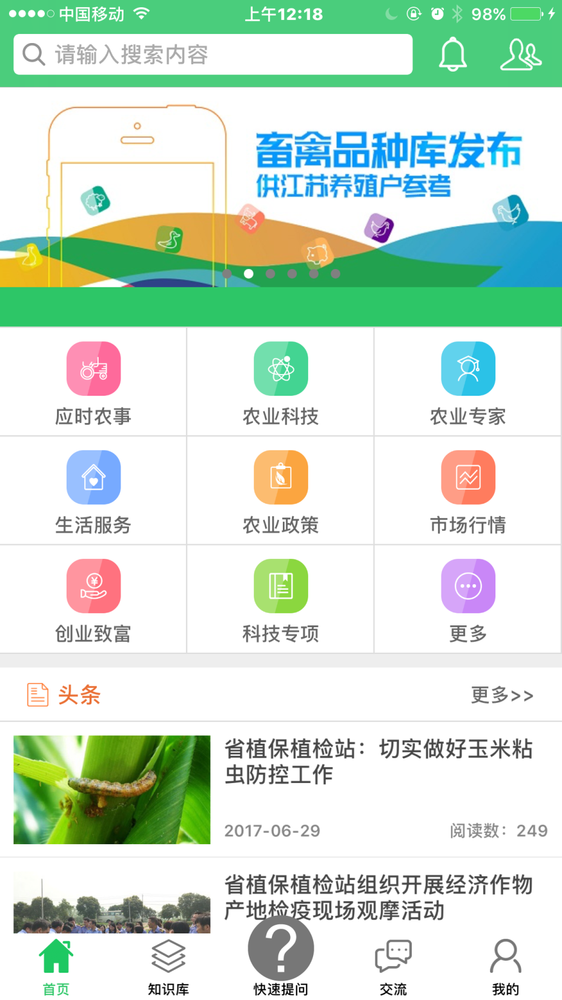 中国移动
上午12:18
98%
请输入搜索内容
畜禽品种库发布
供江苏养殖户参考
应时农事
农业科技
农业专家
生活服务
农业政策
市场行情
¥
创业致富
科技专项
更多
头条
更多>>
省植保植检站：切实做好玉米粘
虫防控工作
2017-06-29
阅读数：249
省植保植检站组织开展经济作物
产地检疫现场观摩活动
?
首页
知识库
快速提问
交流
我的